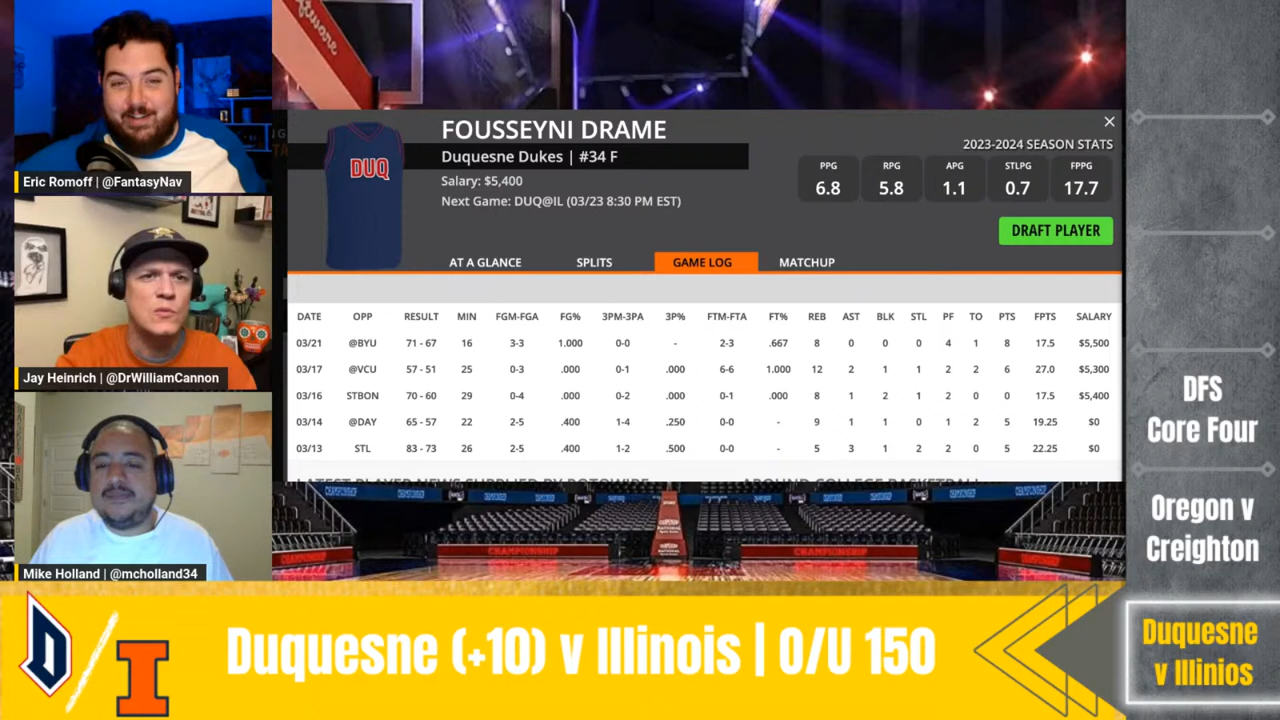 Eric Romoff | @FantasyNav
Jay Heinrich | @DrWilliamCannon
Mike Holland | @mcholland34
DUQ
FOUSSEYNI DRAME
Duquesne Dukes | #34 F
Salary: $5,400
Next Game: DUQ@IL (03/23 8:30 PM EST)
×
2023-2024 SEASON STATS
PPG RPG APG STLPG FPPG
6.8 5.8 1.1 0.7 17.7
DRAFT PLAYER
AT A GLANCE SPLITS GAME LOG MATCHUP
DATE OPP RESULT MIN FGM-FGA FG% 3PM-3PA 3P% FTM-FTA FT% REB AST BLK STL PF TO PTS FPTS SALARY
03/21 @BYU 71 - 67 16 3-3 1.000 0-0 - 2-3 .667 8 0 0 0 4 1 8 17.5 $5,500
03/17 @VCU 57 - 51 25 0-3 .000 0-1 .000 6-6 1.000 12 2 1 1 2 2 6 27.0 $5,300
03/16 STBON 70 - 60 29 0-4 .000 0-2 .000 0-1 .000 8 1 2 1 2 0 0 17.5 $5,400
03/14 @DAY 65 - 57 22 2-5 .400 1-4 .250 0-0 - 9 1 1 0 1 2 5 19.25 $0
03/13 STL 83 - 73 26 2-5 .400 1-2 .500 0-0 - 5 3 1 2 2 0 5 22.25 $0
LATEST PLAYER NEWS SUPPLIED BY ROTOWIRE AROUND COLLEGE BASKETBALL
CHAMPIONSHIP
CHAMPIONSHIP
DFS
Core Four
Oregon v
Creighton
Duquesne
v Illinios
D
I
Duquesne (+10) v Illinois | O/U 150